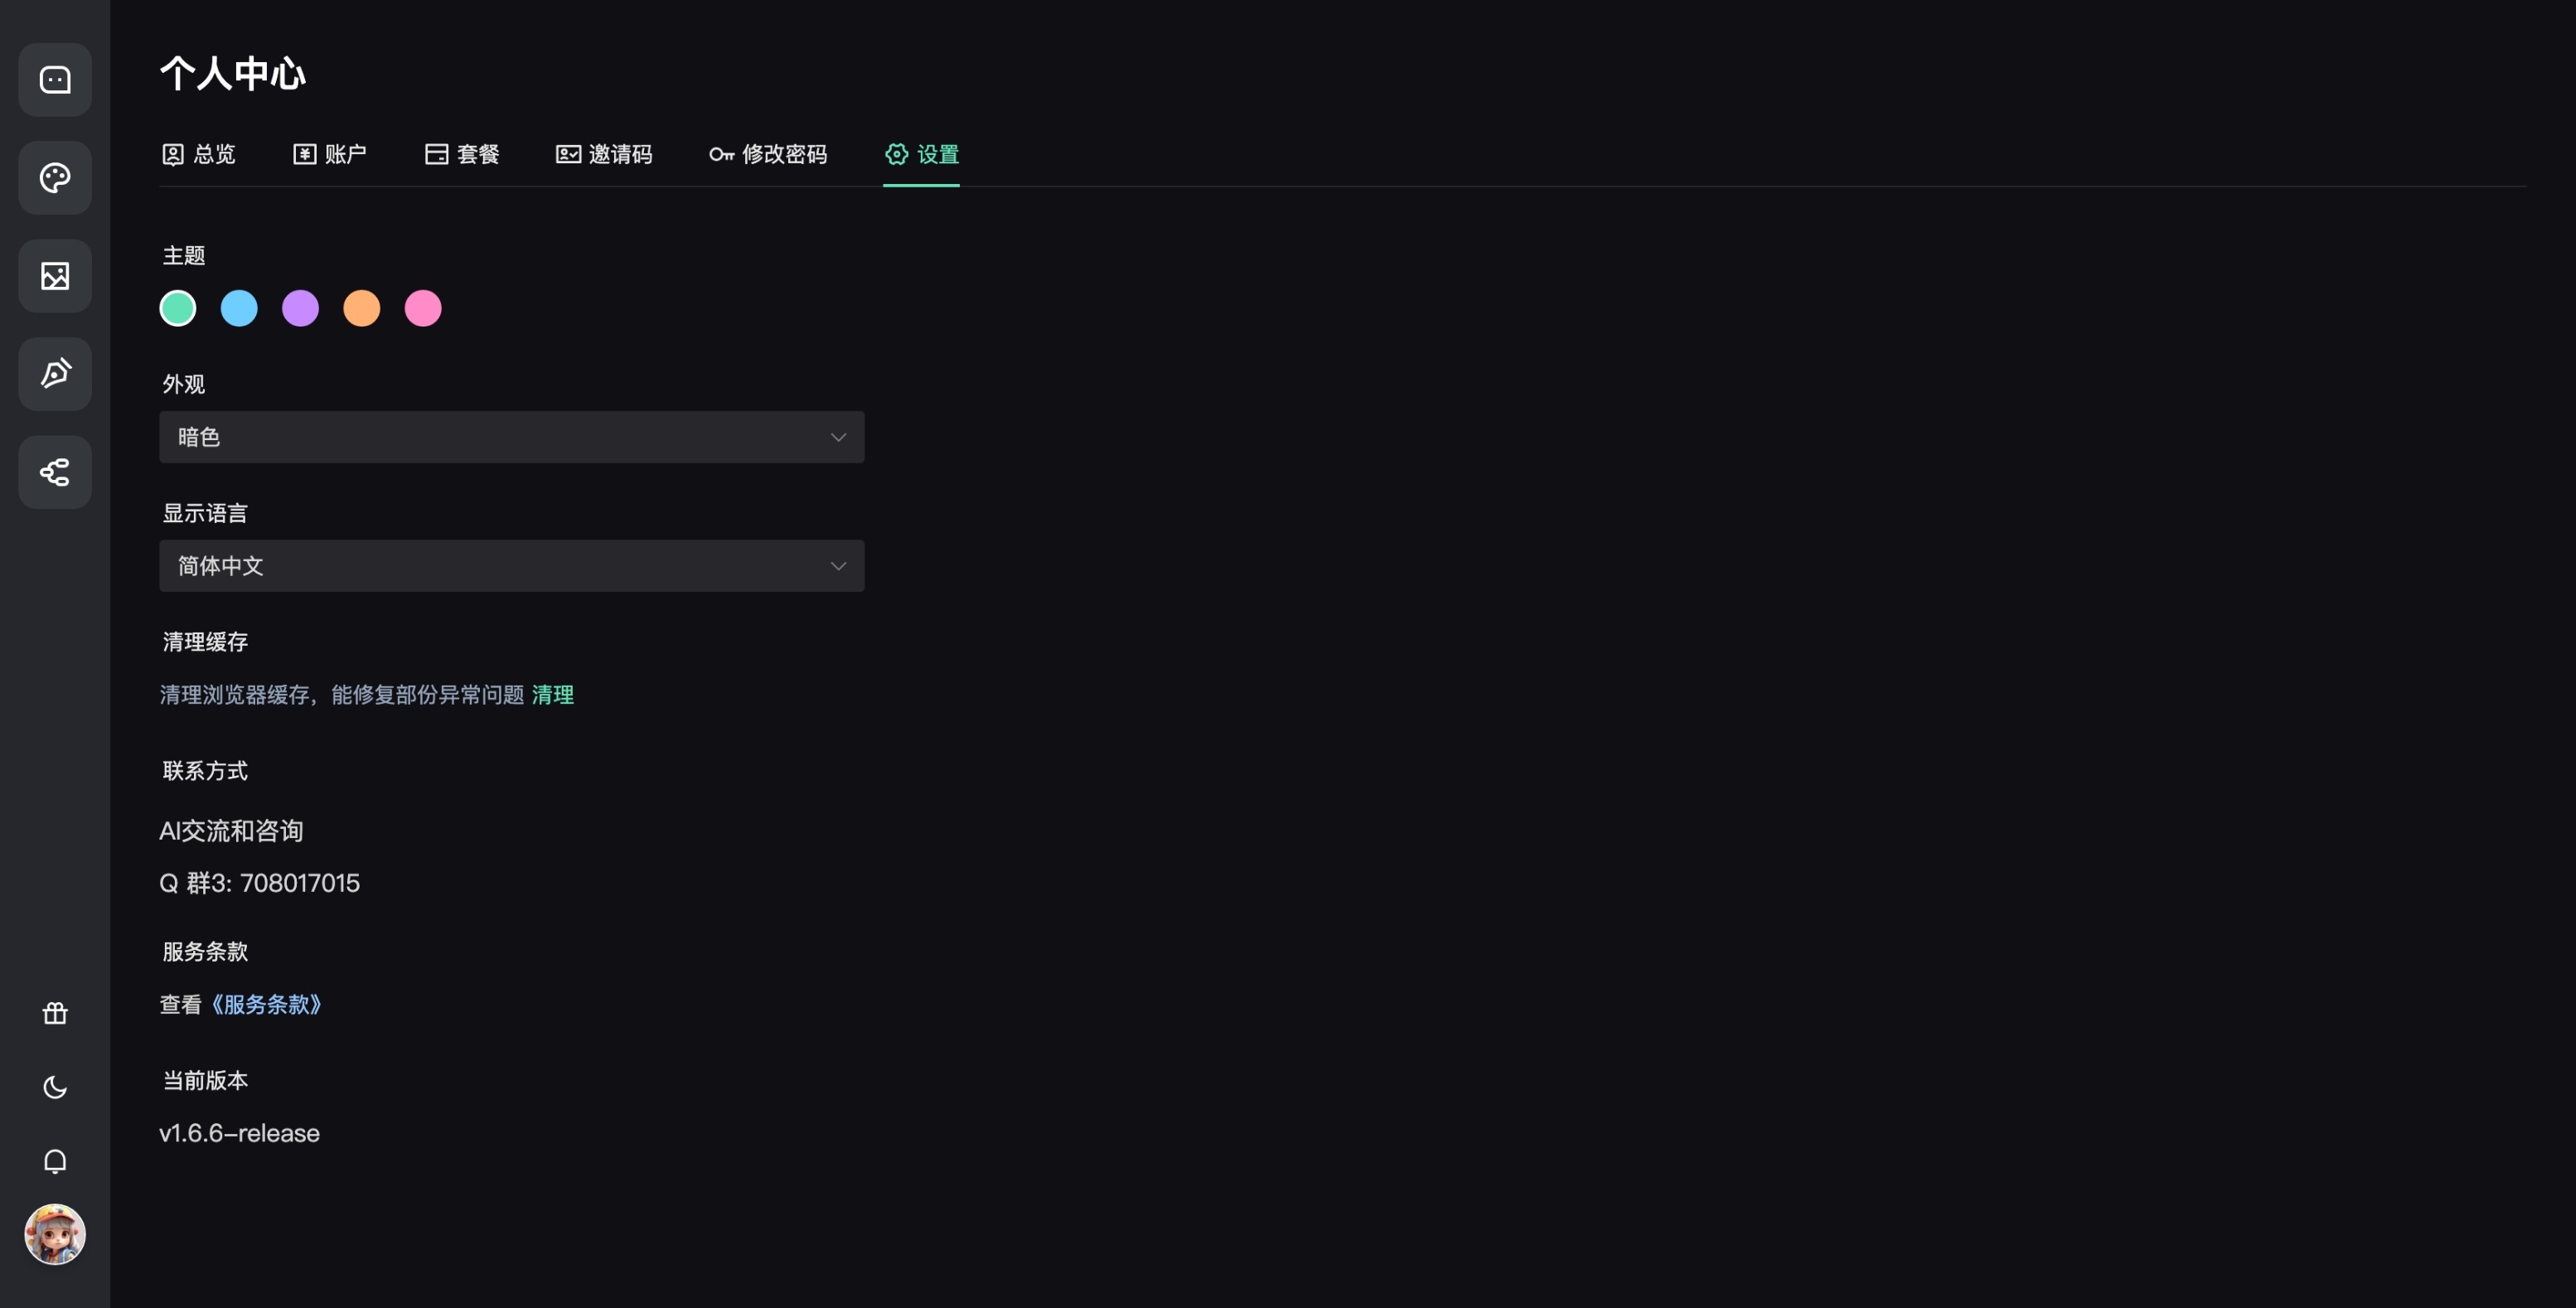 个人中心
总览 账户 套餐 邀请码 修改密码 设置
主题
外观
暗色
显示语言
简体中文
清理缓存
清理浏览器缓存，能修复部份异常问题 清理
联系方式
AI交流和咨询
Q 群3: 708017015
服务条款
查看《服务条款》
当前版本
v1.6.6-release